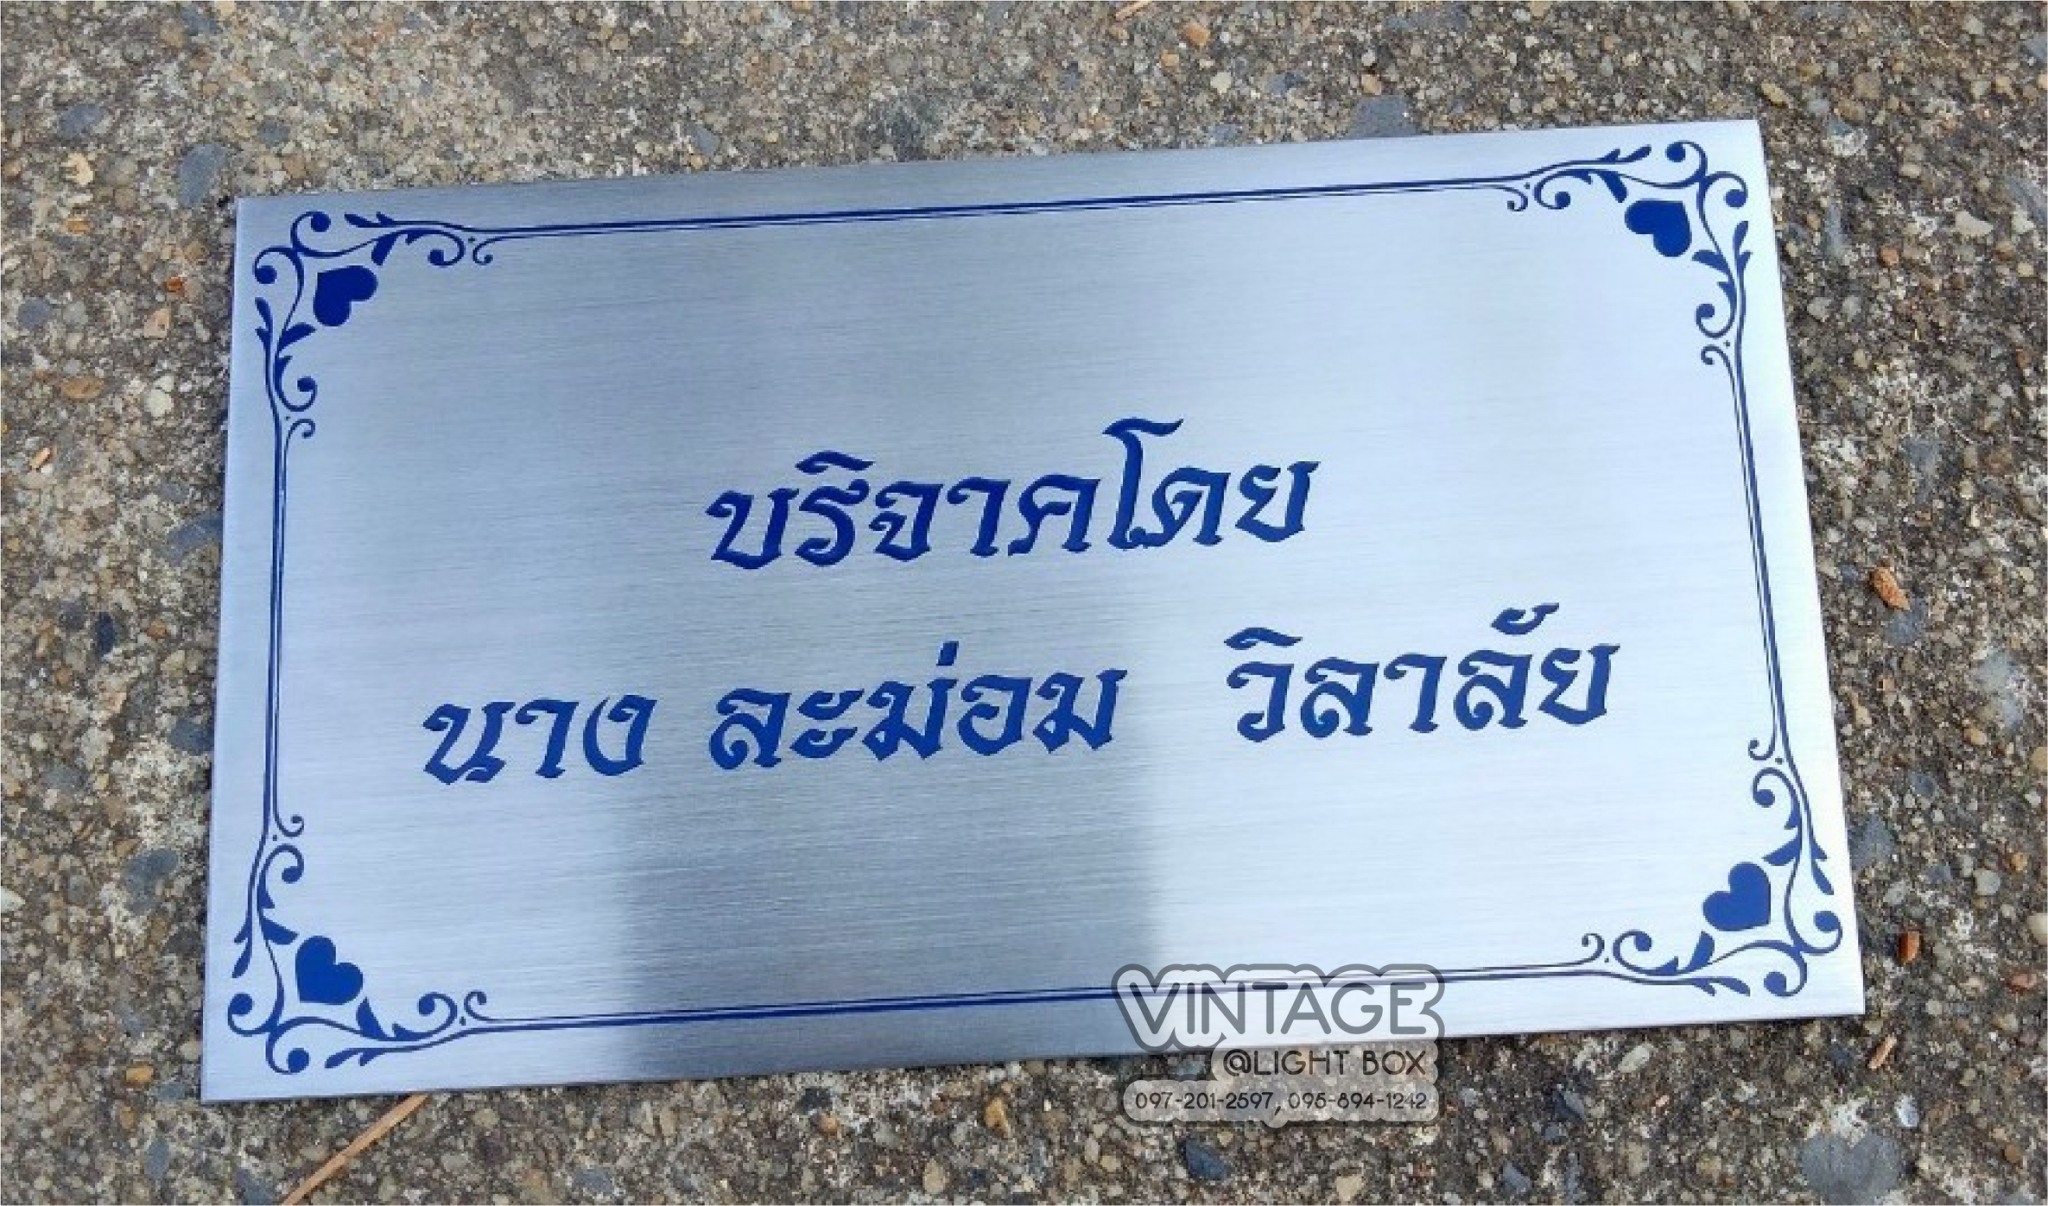 บริจาคโดย
นาง ละม่อม วิลาลัย
VINTAGE
@LIGHT BOX
097-201-2597, 095-894-1242